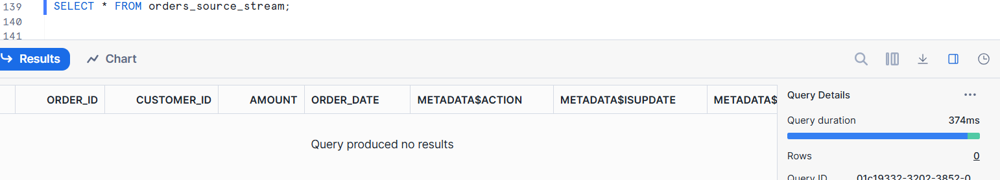 139 SELECT * FROM orders_source_stream;
140
141
Results Chart
ORDER_ID CUSTOMER_ID AMOUNT ORDER_DATE METADATA$ACTION METADATA$ISUPDATE METADATA$
Query produced no results
Query Details ...
Query duration 374ms
Rows 0
Query ID 01c19332-3202-3852-0